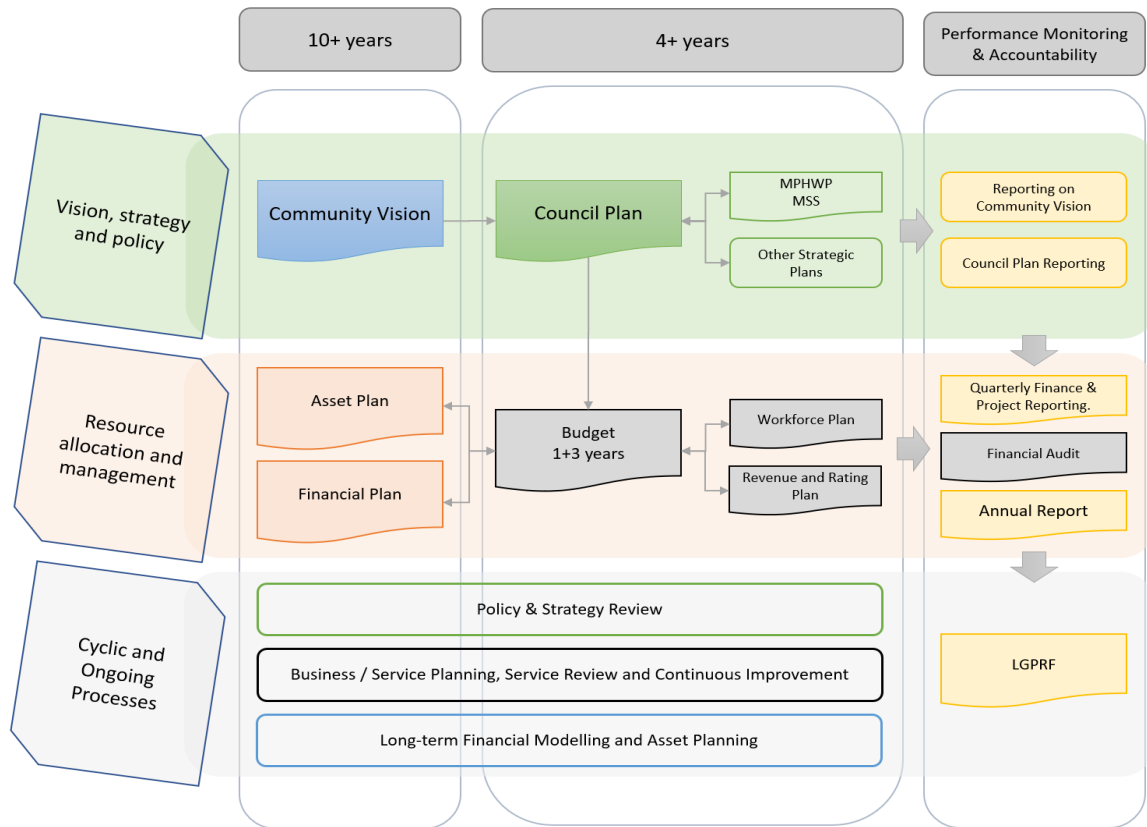 10+ years
4+ years
Performance Monitoring
& Accountability
Vision, strategy
and policy
Community Vision
Council Plan
MPHWP
MSS
Other Strategic
Plans
Reporting on
Community Vision
Council Plan Reporting
Resource
allocation and
management
Asset Plan
Financial Plan
Budget
1+3 years
Workforce Plan
Revenue and Rating
Plan
Quarterly Finance &
Project Reporting.
Financial Audit
Annual Report
Cyclic and
Ongoing
Processes
Policy & Strategy Review
Business / Service Planning, Service Review and Continuous Improvement
Long-term Financial Modelling and Asset Planning
LGPRF